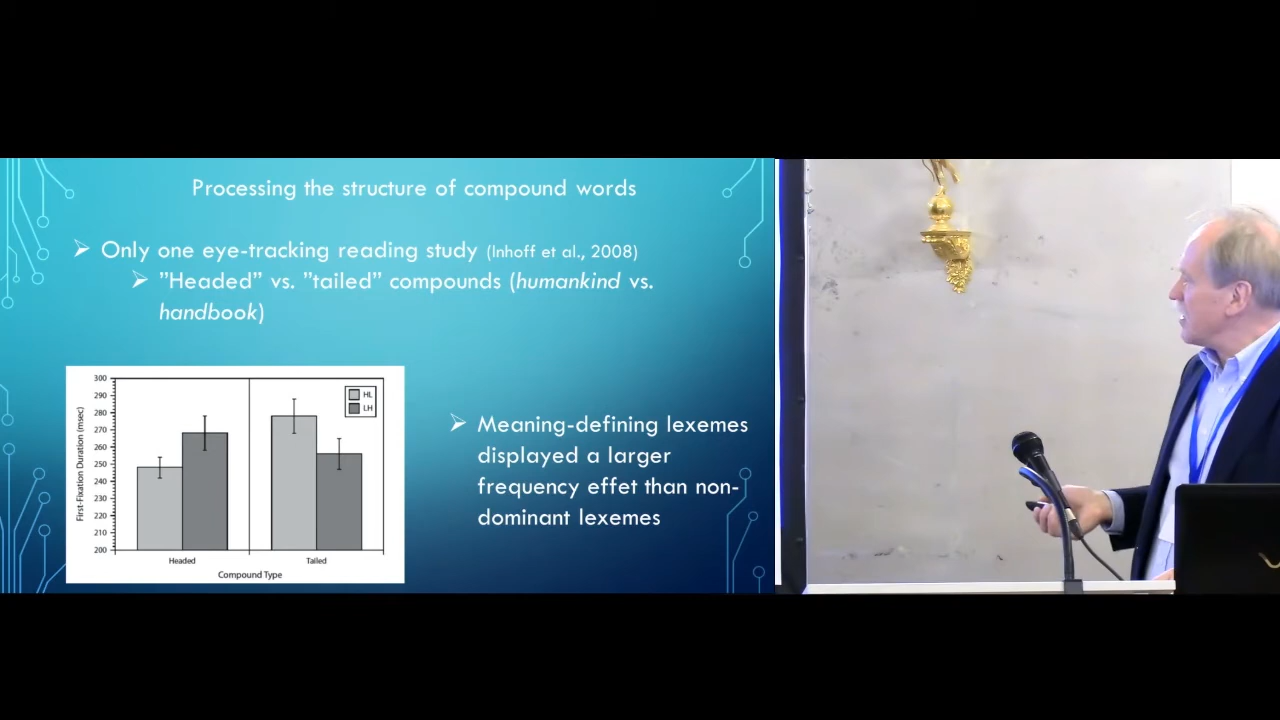 Processing the structure of compound words
Only one eye-tracking reading study (Inhoff et al., 2008)
"Headed" vs. "tailed" compounds (humankind vs.
handbook)
300
290
280
270
260
250
240
230
220
210
200
First-Fixation Duration (msec)
HL
LH
Headed
Tailed
Compound Type
Meaning-defining lexemes
displayed a larger
frequency effet than non-
dominant lexemes